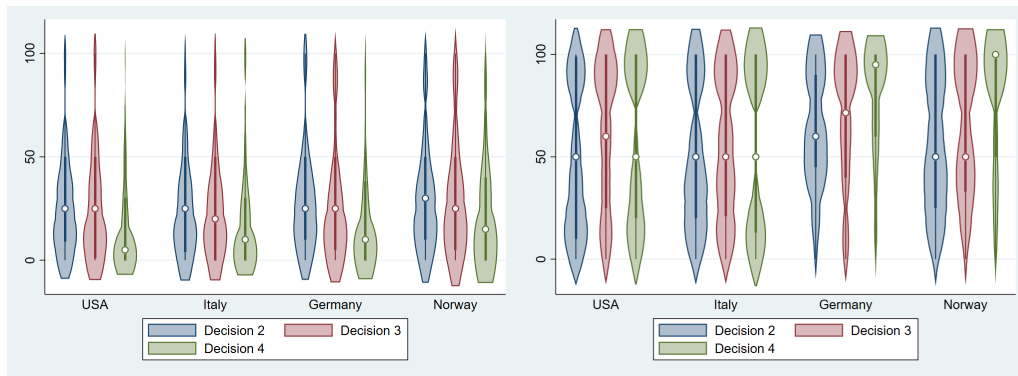 100
50
0
USA Italy Germany Norway
Decision 2 Decision 3
Decision 4
100
50
0
USA Italy Germany Norway
Decision 2 Decision 3
Decision 4